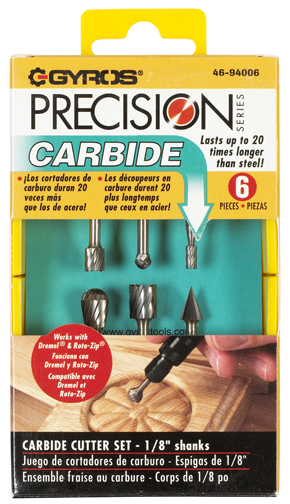 GYROS®
46-94006
PRECISION
SERIES
CARBIDE
Lasts up to 20
times longer
than steel!
• ¡Los cortadores de
carburo duran 20
veces más
que los de acero!
• Les découpeurs en
carbure durent 20
plus longtemps
que ceux en acier!
6
PIECES • PIEZAS
www.gyrostools.com
Works with
Dremel® & Roto-Zip®
Funciona con
Dremel y Roto-Zip
Compatible avec
Dremel et
Roto-Zip
CARBIDE CUTTER SET - 1/8" shanks
Juego de cortadores de carburo - Espigas de 1/8"
Ensemble fraise au carbure - Corps de 1/8 po